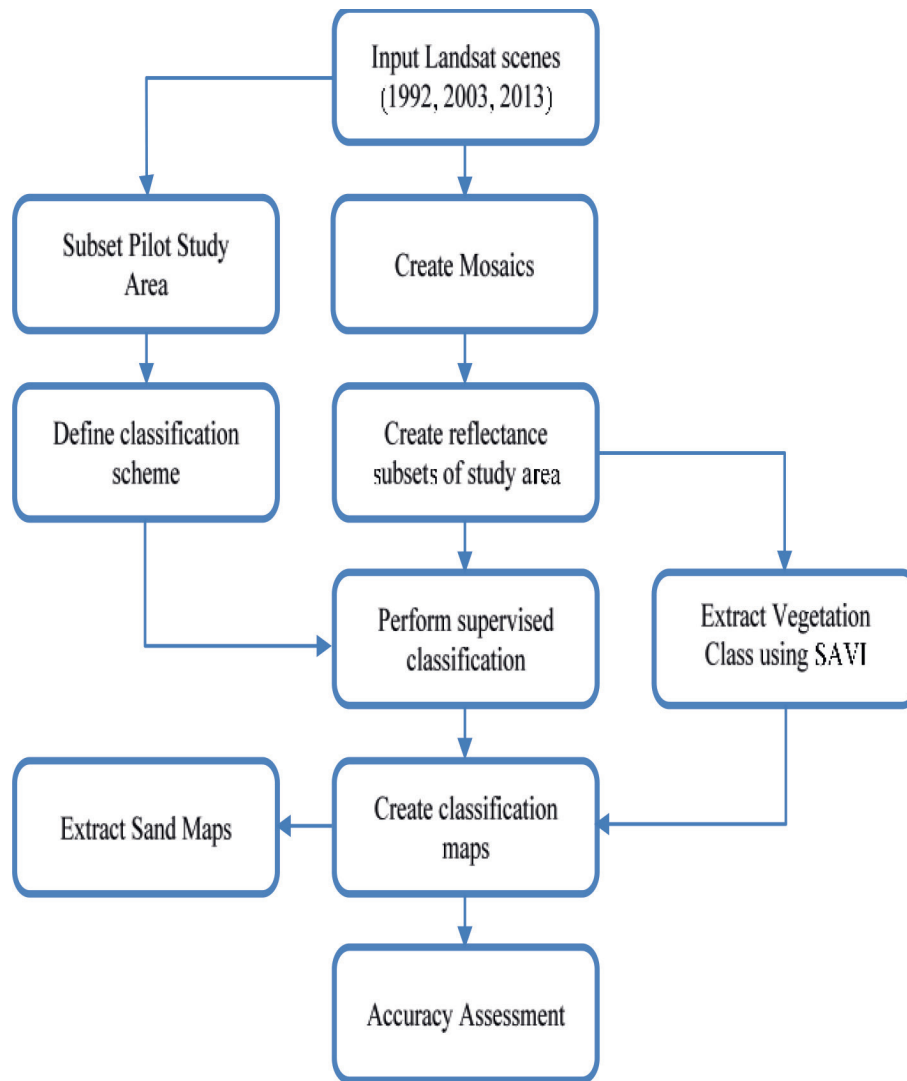 Input Landsat scenes
(1992, 2003, 2013)
Subset Pilot Study
Area
Create Mosaics
Define classification
scheme
Create reflectance
subsets of study area
Perform supervised
classification
Extract Vegetation
Class using SAVI
Extract Sand Maps
Create classification
maps
Accuracy Assessment